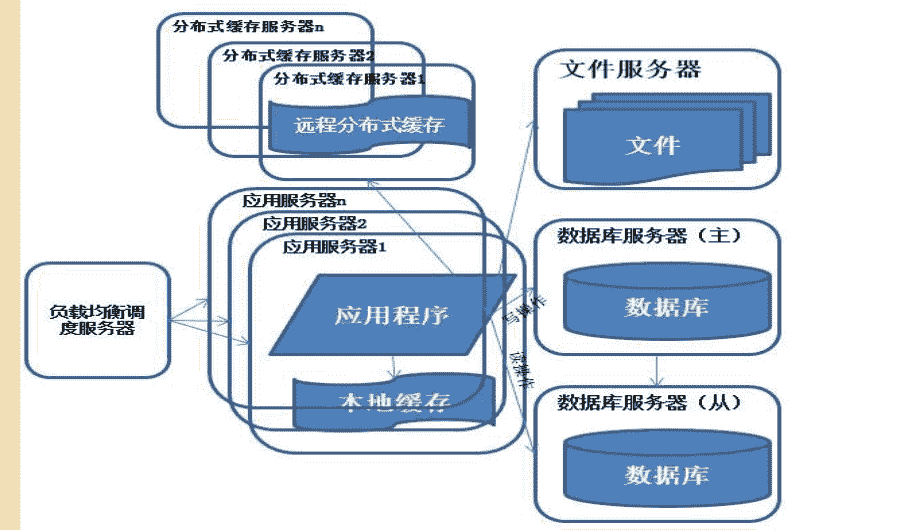 分布式缓存服务器n
分布式缓存服务器2
分布式缓存服务器1
远程分布式缓存
文件服务器
文件
应用服务器n
应用服务器2
应用服务器1
应用程序
本地缓存
负载均衡调
度服务器
写操作
读操作
数据库服务器（主）
数据库
数据库服务器（从）
数据库